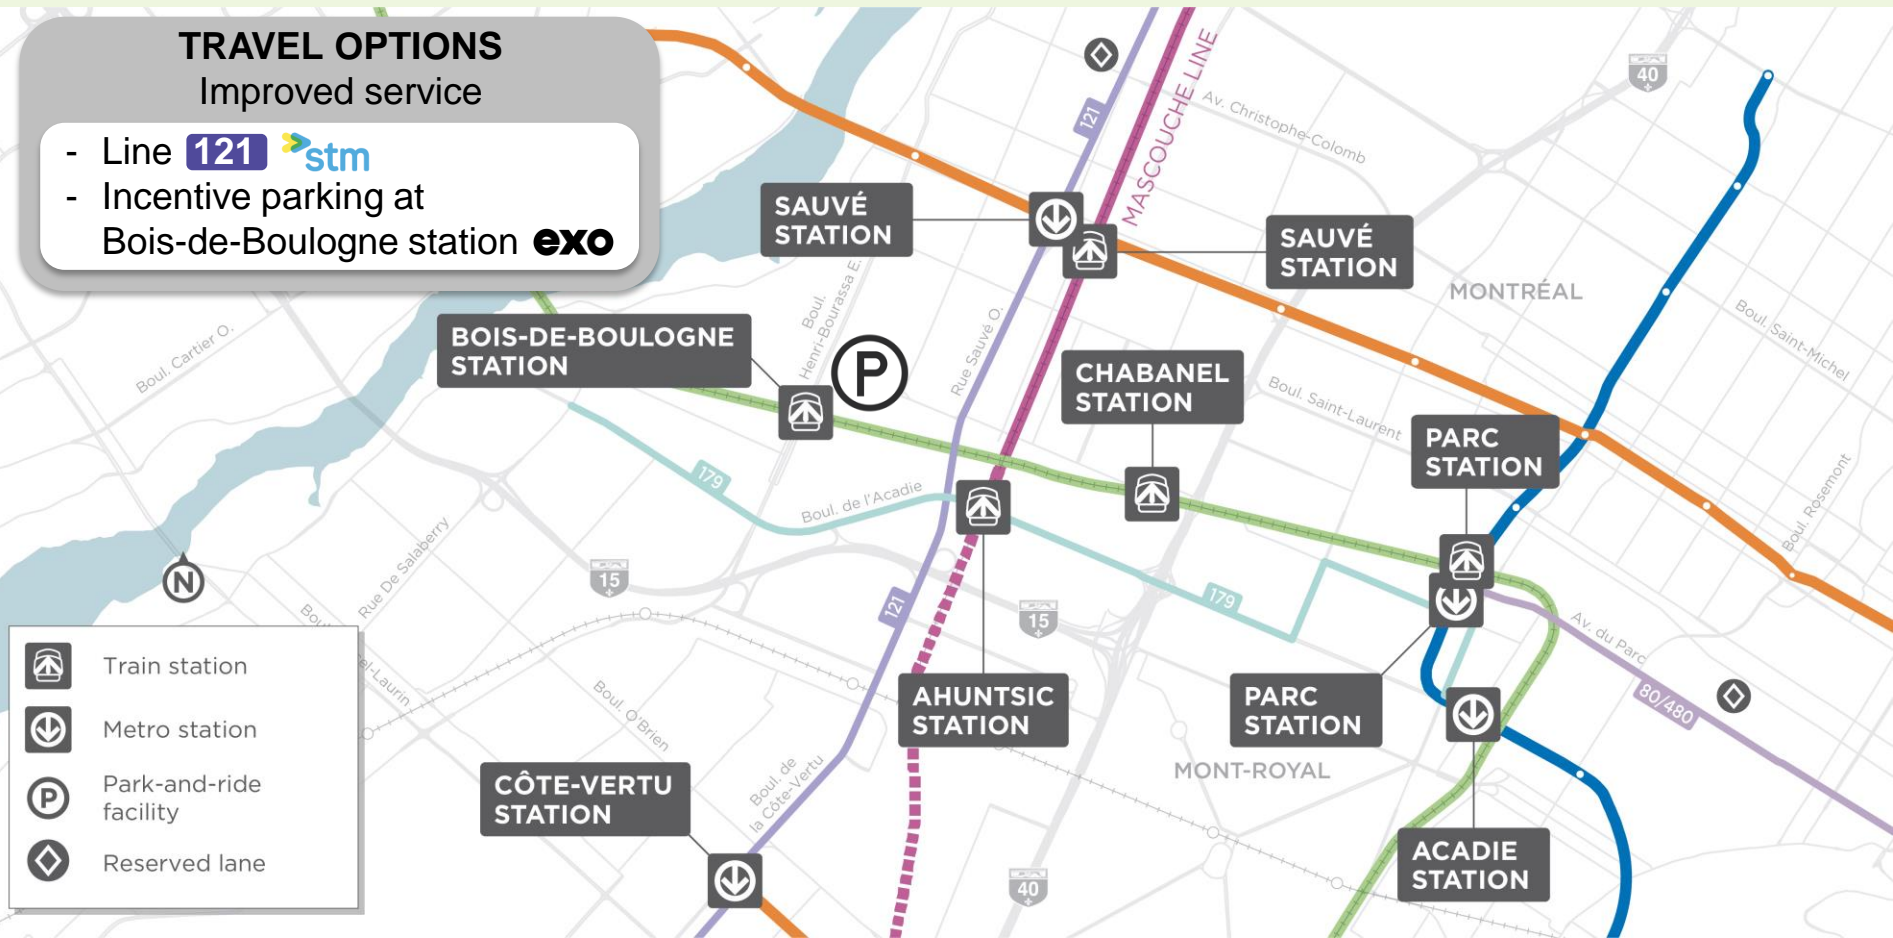 TRAVEL OPTIONS
Improved service
- Line 121 stm
- Incentive parking at
Bois-de-Boulogne station exo
40
121
MASCOUCHE LINE
Av. Christophe-Colomb
SAUVÉ
STATION
SAUVÉ
STATION
MONTRÉAL
Boul. Saint-Michel
Boul. Cartier O.
BOIS-DE-BOULOGNE
STATION
Boul.
Henri-Bourassa E.
P
Rue Sauvé O.
CHABANEL
STATION
Boul. Saint-Laurent
PARC
STATION
Boul. Rosemont
179
Boul. de l'Acadie
N
Rue De Salaberry
15
121
15
179
Av. du Parc
80/480
Boul. O'Brien
AHUNTSIC
STATION
PARC
STATION
MONT-ROYAL
Boul. de
la Côte-Vertu
CÔTE-VERTU
STATION
40
ACADIE
STATION
Train station
Metro station
P Park-and-ride
facility
Reserved lane